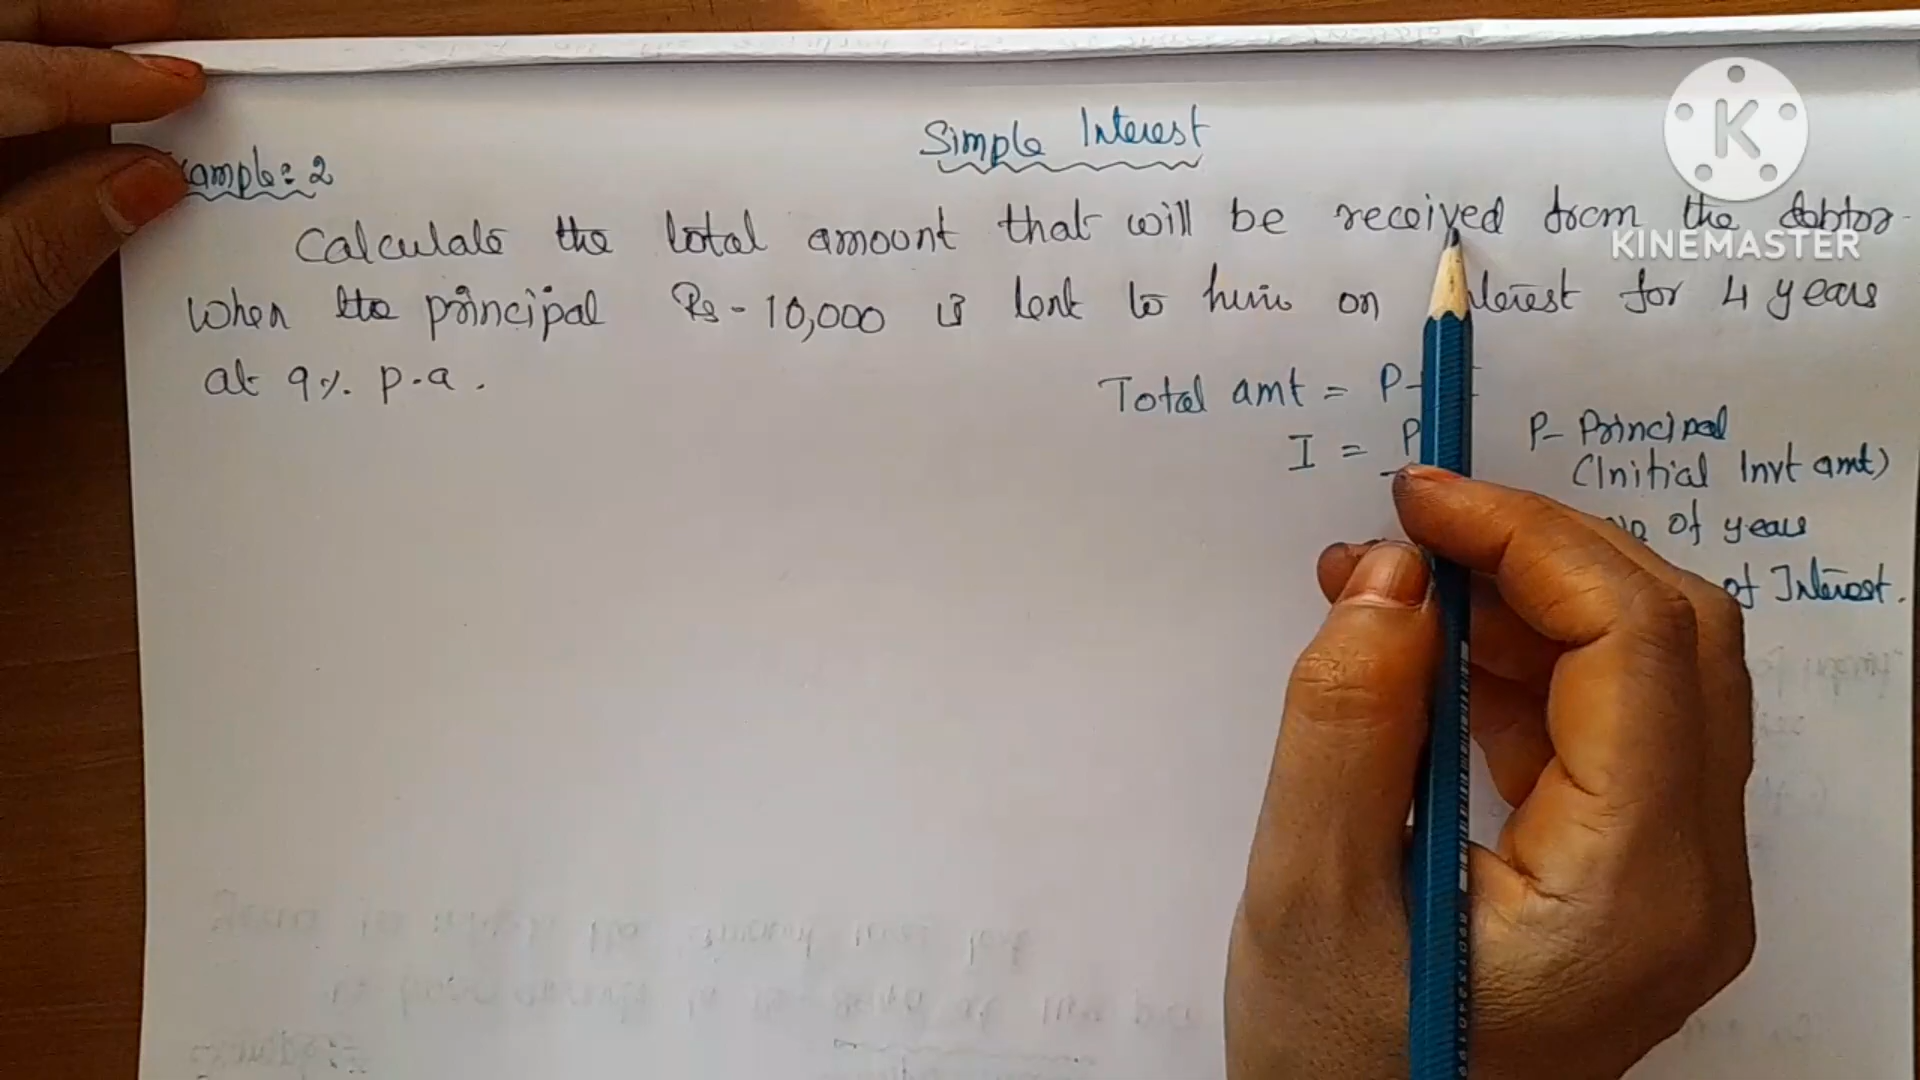 Simple Interest
ample: 2
Calculate the total amount that will be received from the debtor
When the principal Rs - 10,000 is lent to him on nterest for 4 years
at 9%. p.a.
Total amt = P
I = P
P- Principal
(Initial Invt amt)
of years
of Interest.
K
KINEMASTER